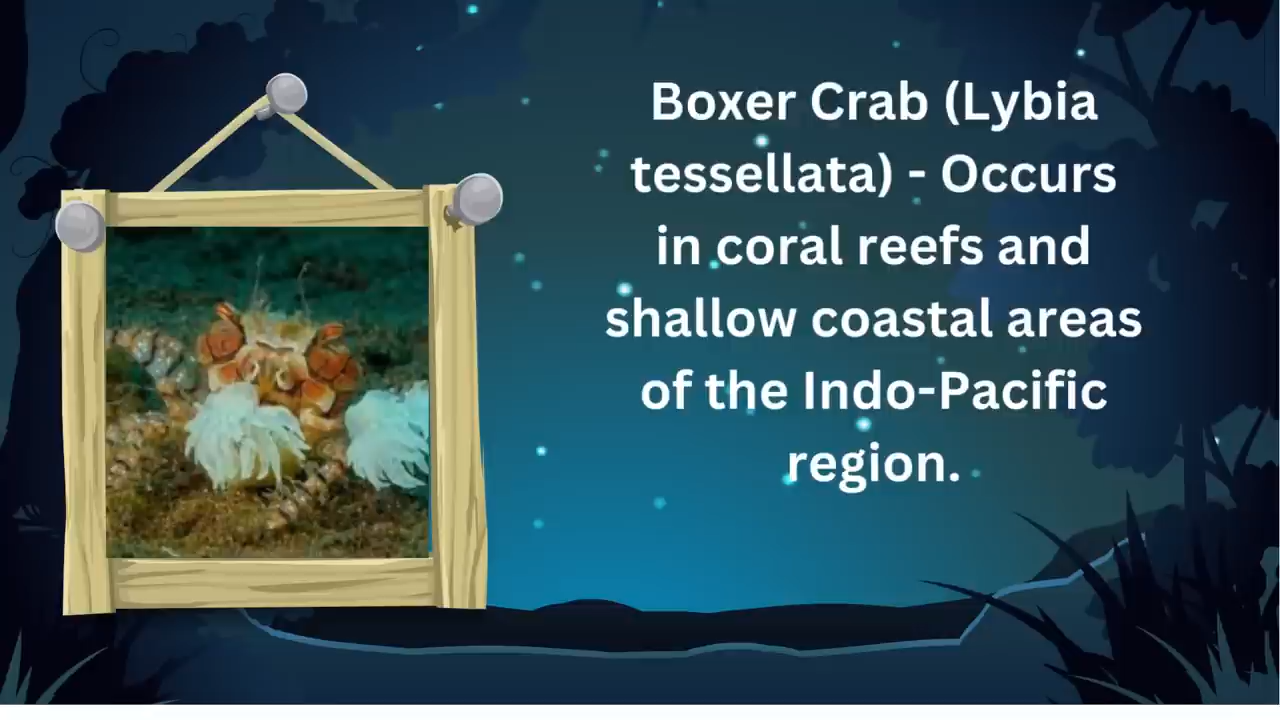 Boxer Crab (Lybia
tessellata) - Occurs
in coral reefs and
shallow coastal areas
of the Indo-Pacific
region.